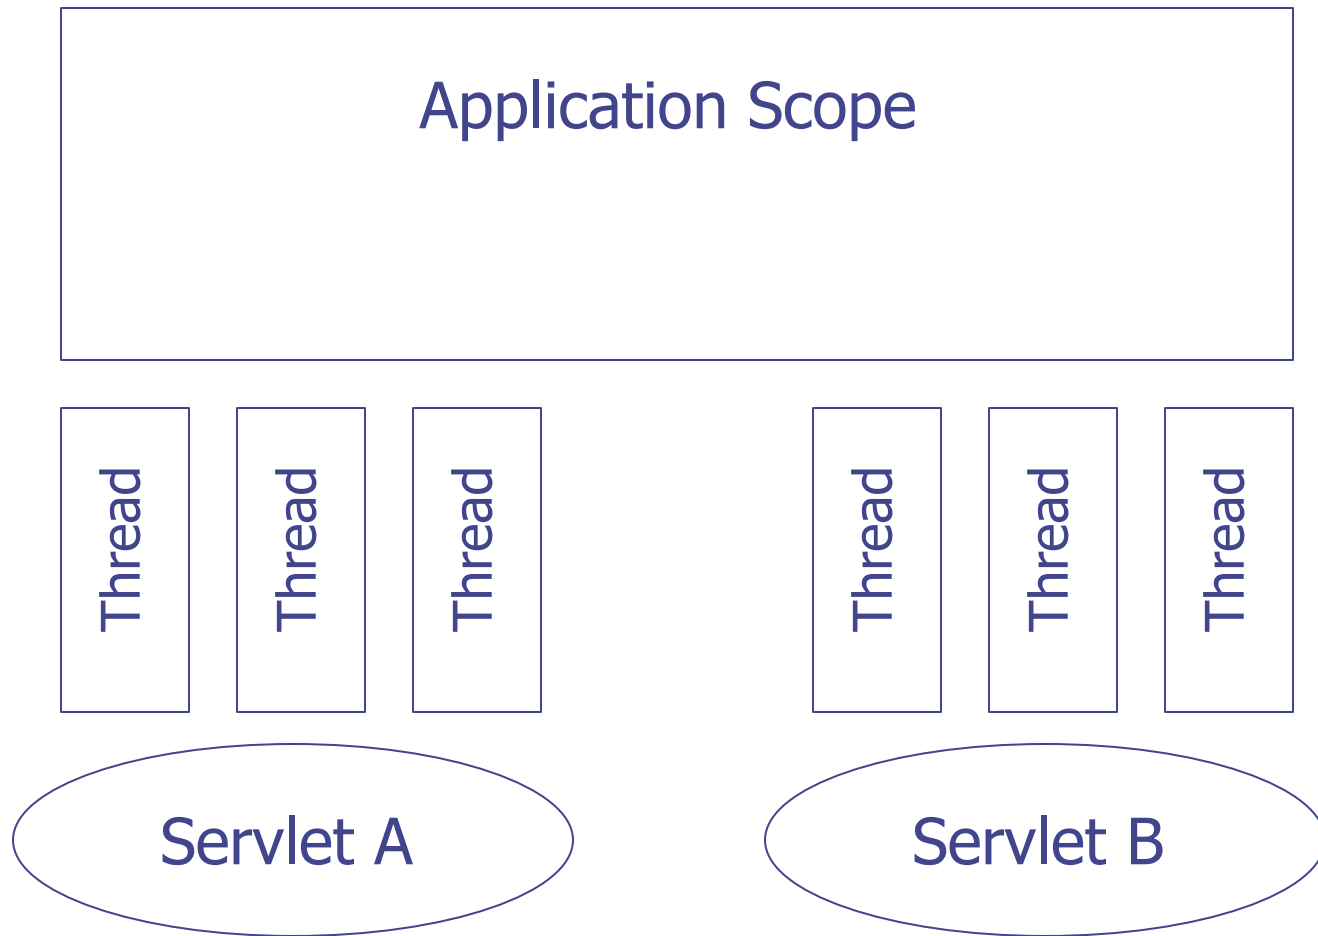 Application Scope
Thread
Thread
Thread
Thread
Thread
Thread
Servlet A
Servlet B